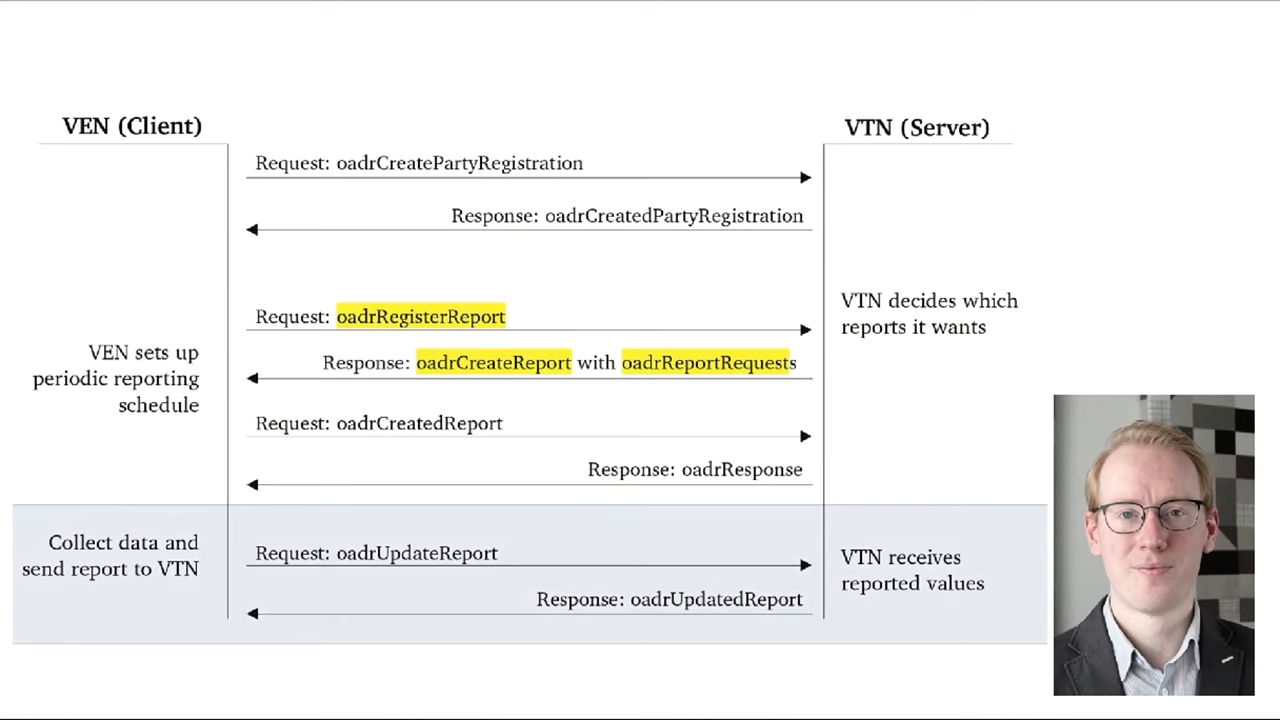 VEN (Client)
VTN (Server)
Request: oadrCreatePartyRegistration
Response: oadrCreatedPartyRegistration
VTN decides which
reports it wants
Request: oadrRegisterReport
VEN sets up
periodic reporting
schedule
Response: oadrCreateReport with oadrReportRequests
Request: oadrCreatedReport
Response: oadrResponse
Collect data and
send report to VTN
Request: oadrUpdateReport
VTN receives
reported values
Response: oadrUpdatedReport